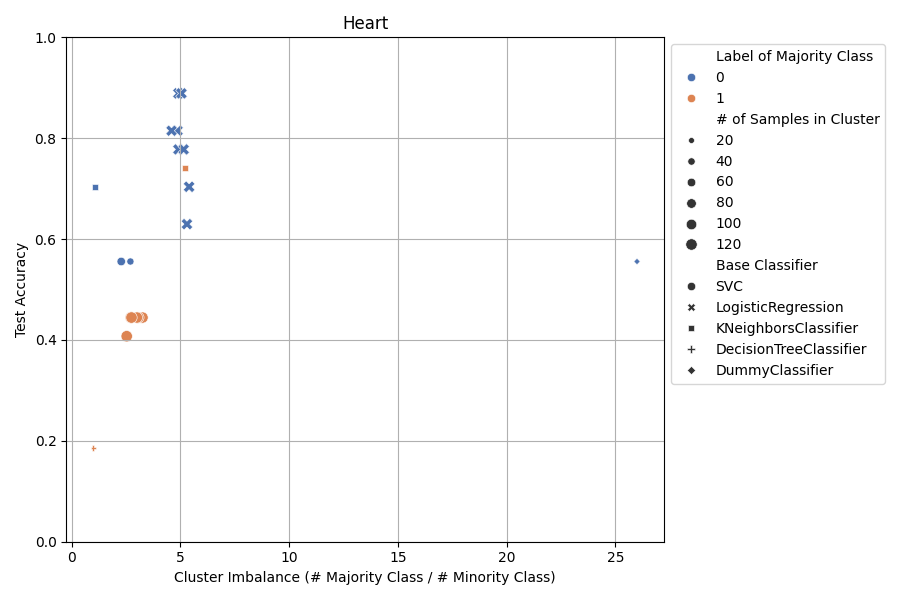 Heart
1.0
0.8
0.6
0.4
0.2
0.0
Test Accuracy
0
5
10
15
20
25
Cluster Imbalance (# Majority Class / # Minority Class)
Label of Majority Class
0
1
# of Samples in Cluster
20
40
60
80
100
120
Base Classifier
SVC
LogisticRegression
KNeighborsClassifier
DecisionTreeClassifier
DummyClassifier